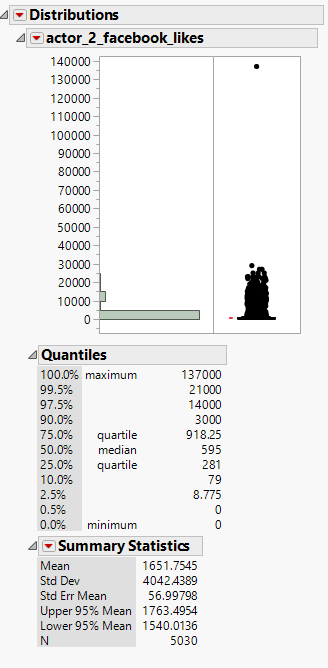 Distributions
actor_2_facebook_likes
140000
130000
120000
110000
100000
90000
80000
70000
60000
50000
40000
30000
20000
10000
0
Quantiles
100.0% maximum 137000
99.5% 21000
97.5% 14000
90.0% 3000
75.0% quartile 918.25
50.0% median 595
25.0% quartile 281
10.0% 79
2.5% 8.775
0.5% 0
0.0% minimum 0
Summary Statistics
Mean 1651.7545
Std Dev 4042.4389
Std Err Mean 56.99798
Upper 95% Mean 1763.4954
Lower 95% Mean 1540.0136
N 5030